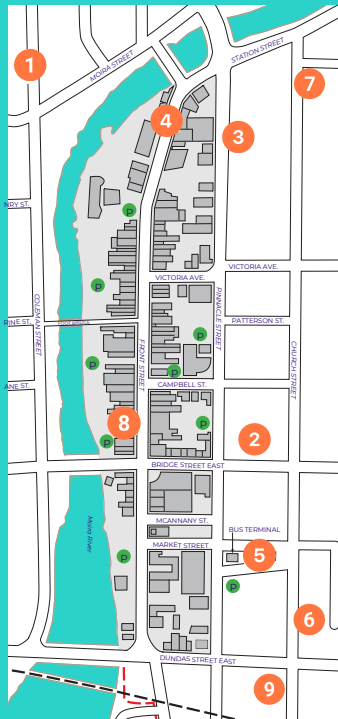 1
MOIRA STREET
STATION STREET
7
4
3
P
NRY ST.
VICTORIA AVE.
VICTORIA AVE.
P
COLEMAN STREET
PINNACLE STREET
RINE ST.
PATTERSON ST.
P
FRONT STREET
CHURCH STREET
P
P
ANE ST.
CAMPBELL ST.
8
P
P
2
BRIDGE STREET EAST
Moira River
MCANNANY ST.
BUS TERMINAL
MARKET STREET
P
5
P
6
DUNDAS STREET EAST
9